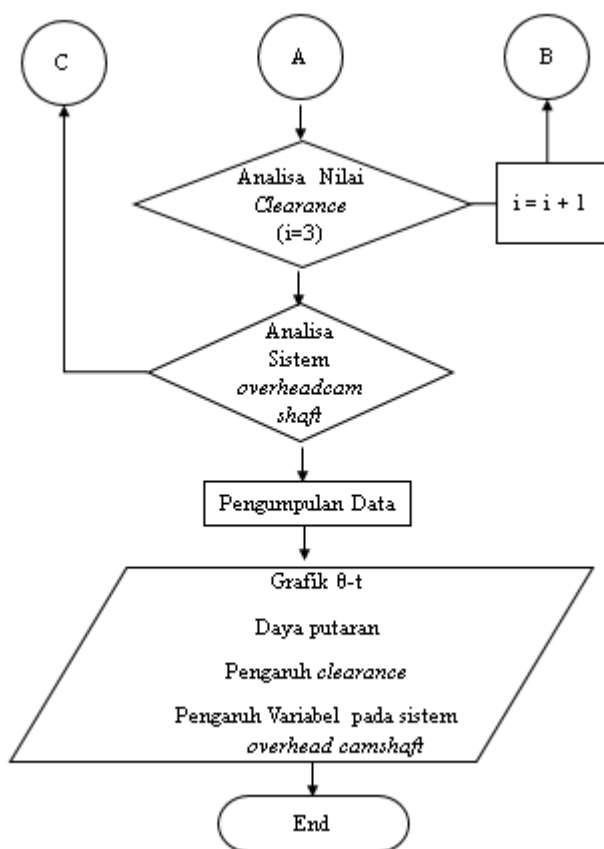 C
A
B
Analisa Nilai
Clearance
(i=3)
i = i + 1
Analisa
Sistem
overheadcam
shaft
Pengumpulan Data
Grafik θ-t
Daya putaran
Pengaruh clearance
Pengaruh Variabel pada sistem
overhead camshaft
End